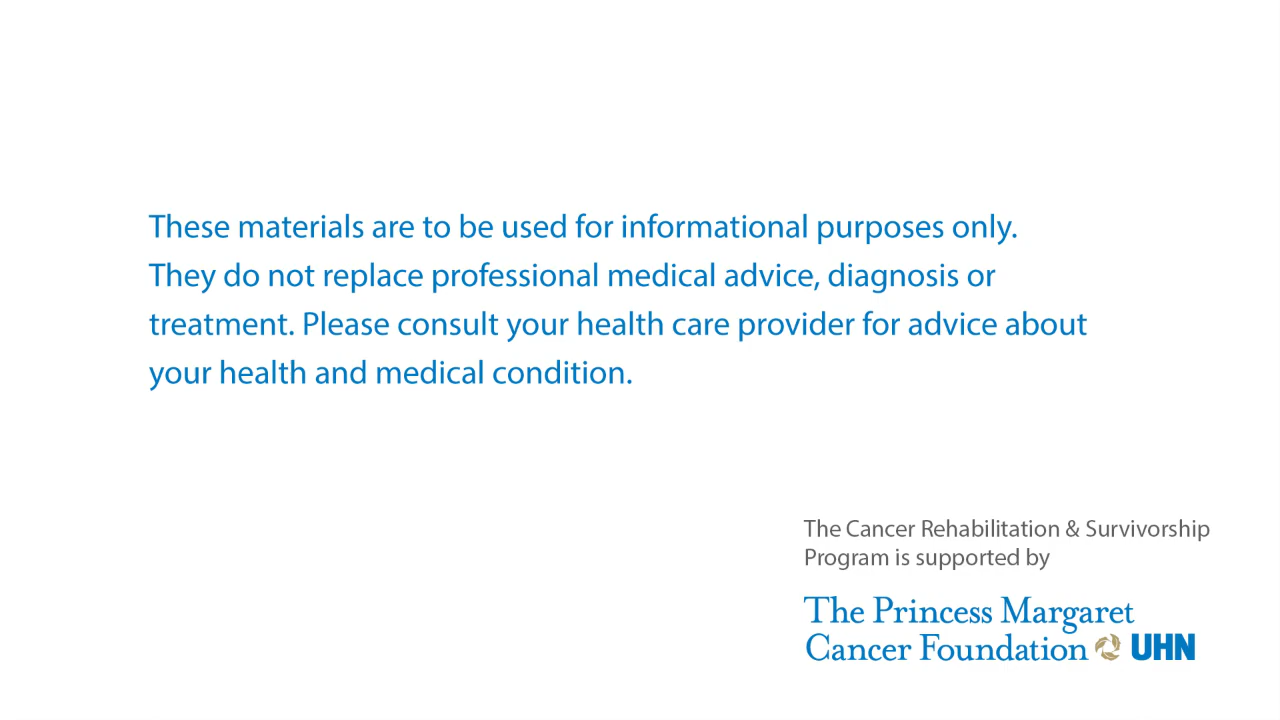 These materials are to be used for informational purposes only.
They do not replace professional medical advice, diagnosis or
treatment. Please consult your health care provider for advice about
your health and medical condition.
The Cancer Rehabilitation & Survivorship
Program is supported by
The Princess Margaret
Cancer Foundation UHN